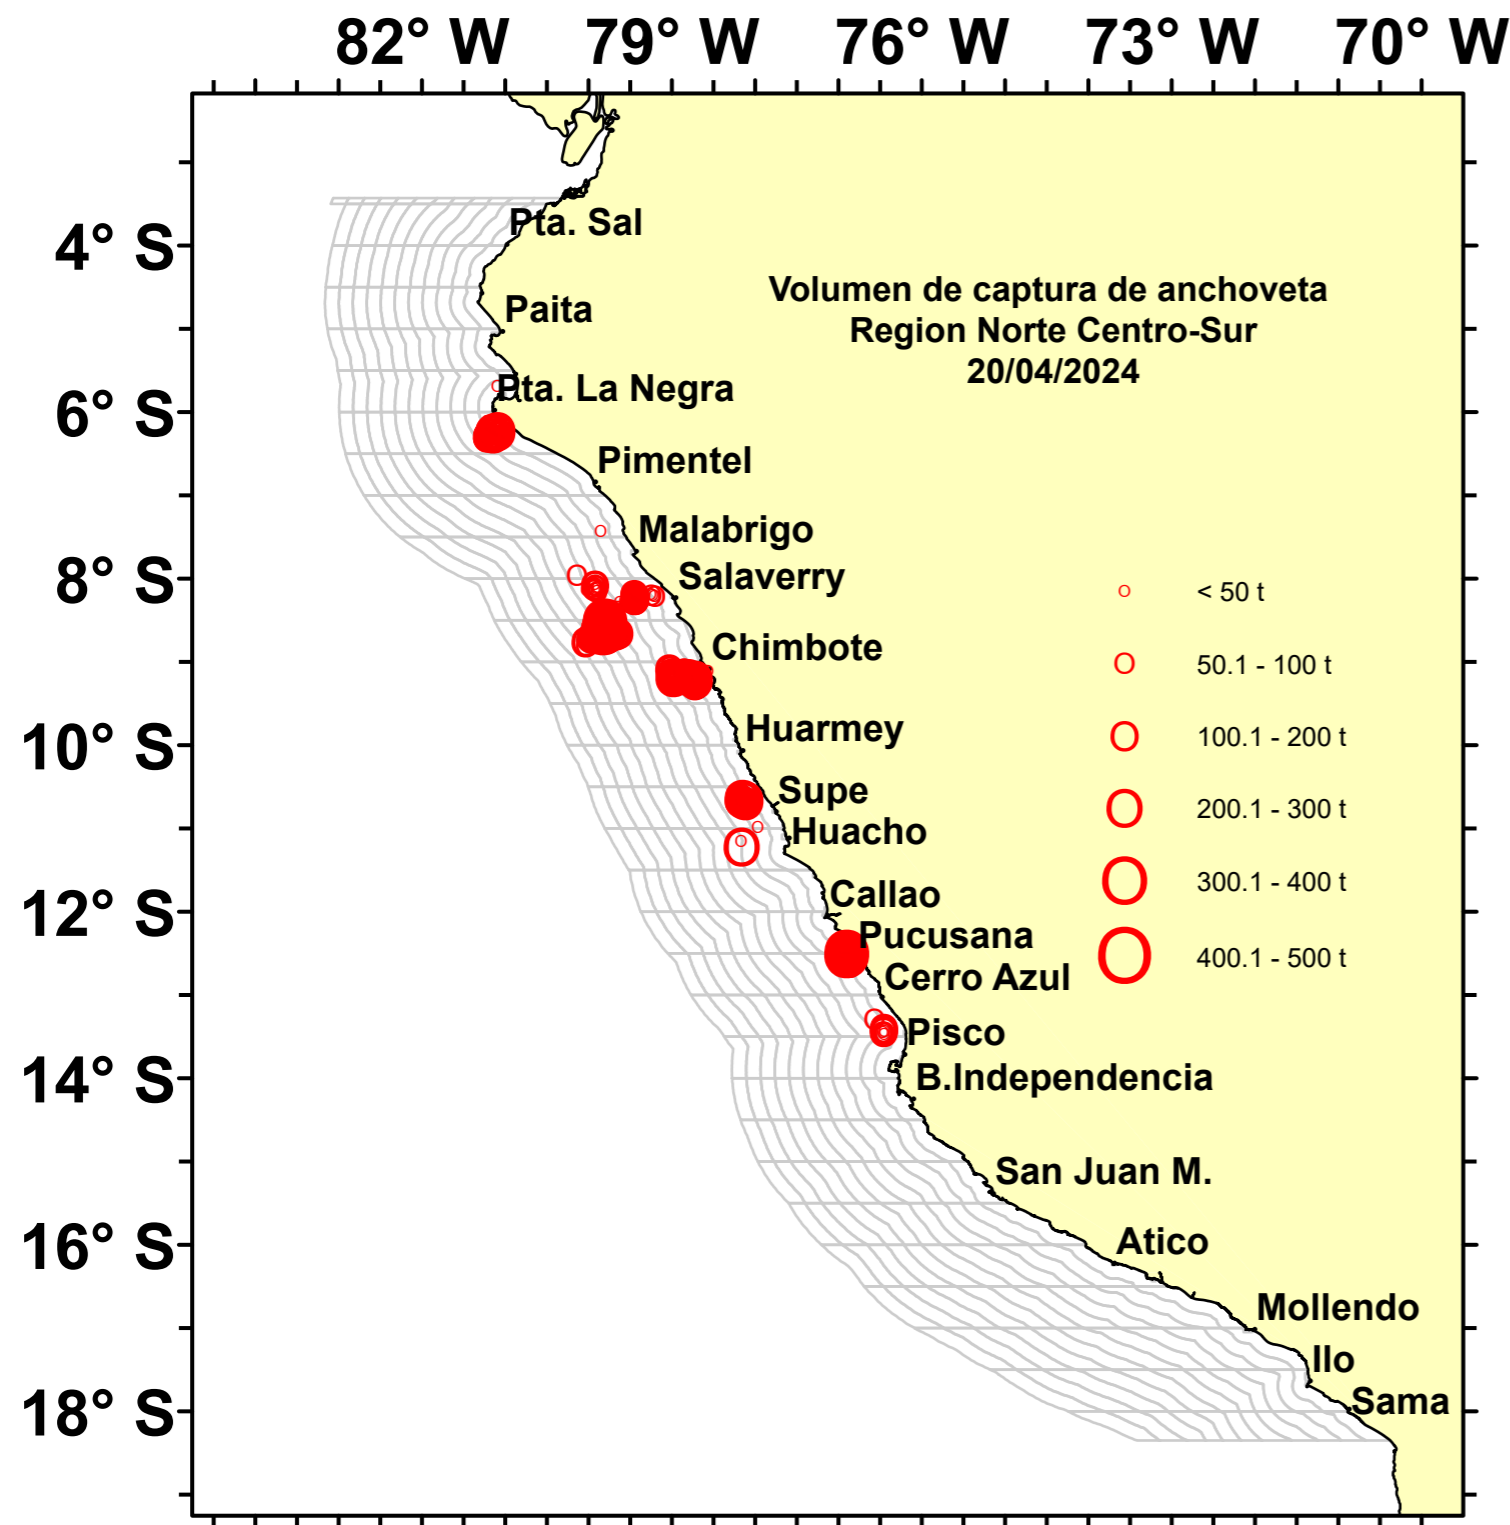 82° W 79° W 76° W 73° W 70° W
4° S
6° S
8° S
10° S
12° S
14° S
16° S
18° S
Volumen de captura de anchoveta
Region Norte Centro-Sur
20/04/2024
Pta. Sal
Paita
Pta. La Negra
Pimentel
Malabrigo
Salaverry
Chimbote
Huarmey
Supe
Huacho
Callao
Pucusana
Cerro Azul
Pisco
B.Independencia
San Juan M.
Atico
Mollendo
Ilo
Sama
< 50 t
50.1 - 100 t
100.1 - 200 t
200.1 - 300 t
300.1 - 400 t
400.1 - 500 t